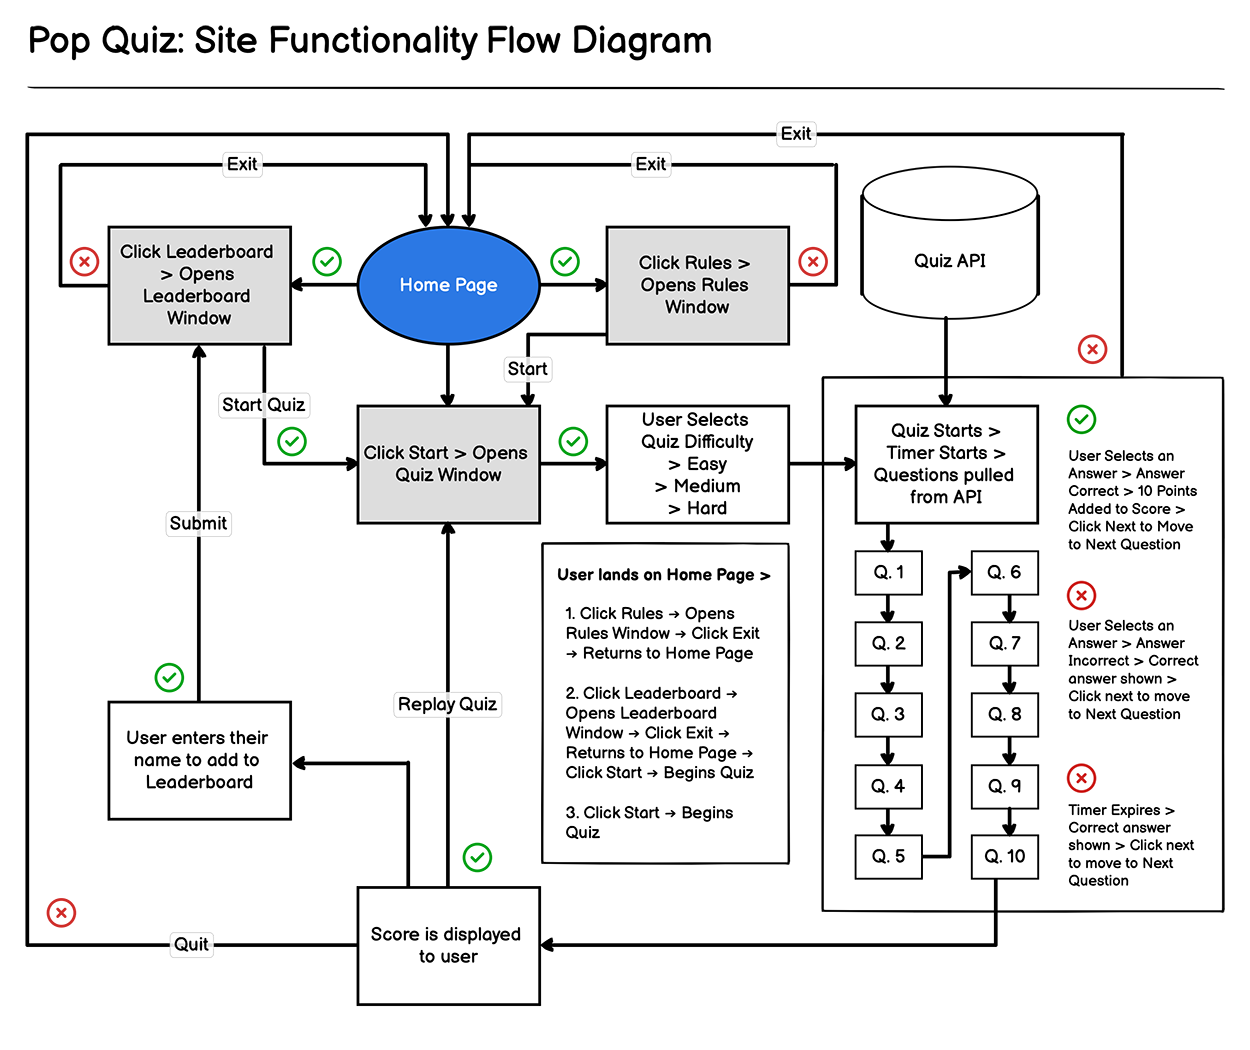 Pop Quiz: Site Functionality Flow Diagram
Exit
Exit
Exit
Click Leaderboard
> Opens
Leaderboard
Window
Home Page
Click Rules >
Opens Rules
Window
Quiz API
Start
Start Quiz
Click Start > Opens
Quiz Window
User Selects
Quiz Difficulty
> Easy
> Medium
> Hard
Quiz Starts >
Timer Starts >
Questions pulled
from API
User Selects an
Answer > Answer
Correct > 10 Points
Added to Score >
Click Next to Move
to Next Question
Submit
User lands on Home Page >
1. Click Rules → Opens
Rules Window → Click Exit
→ Returns to Home Page
2. Click Leaderboard →
Opens Leaderboard
Window → Click Exit →
Returns to Home Page →
Click Start → Begins Quiz
3. Click Start → Begins
Quiz
Q. 1
Q. 2
Q. 3
Q. 4
Q. 5
Q. 6
Q. 7
Q. 8
Q. 9
Q. 10
User Selects an
Answer > Answer
Incorrect > Correct
answer shown >
Click next to move
to Next Question
Timer Expires >
Correct answer
shown > Click next
to move to Next
Question
Replay Quiz
User enters their
name to add to
Leaderboard
Quit
Score is displayed
to user